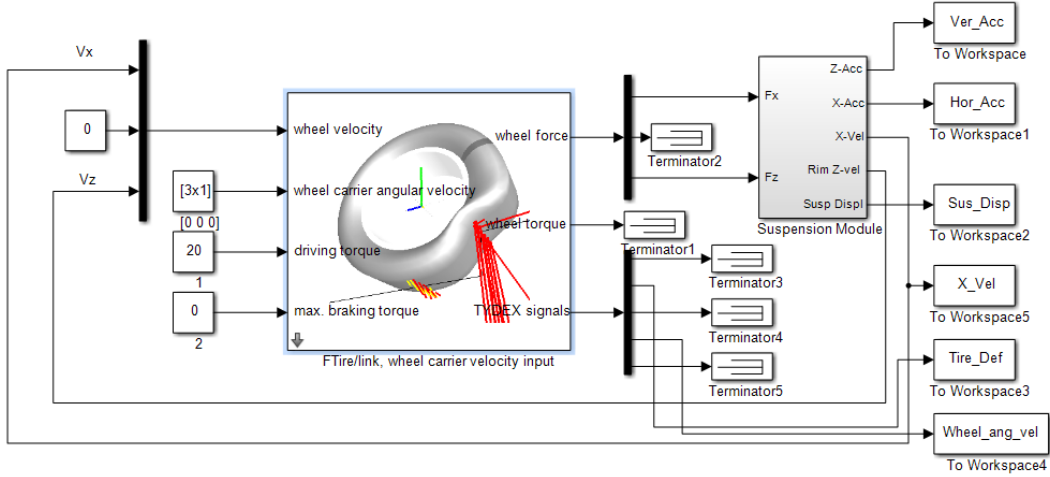 Vx
0
Vz
[3x1]
[0 0 0]
20
1
0
2
wheel velocity
wheel carrier angular velocity
driving torque
max. braking torque
wheel force
wheel torque
TYDEX signals
FTire/link, wheel carrier velocity input
Terminator2
Terminator1
Terminator3
Terminator4
Terminator5
Fx
Fz
Z-Acc
X-Acc
X-Vel
Rim Z-vel
Susp Displ
Suspension Module
Ver_Acc
To Workspace
Hor_Acc
To Workspace1
Sus_Disp
To Workspace2
X_Vel
To Workspace5
Tire_Def
To Workspace3
Wheel_ang_vel
To Workspace4